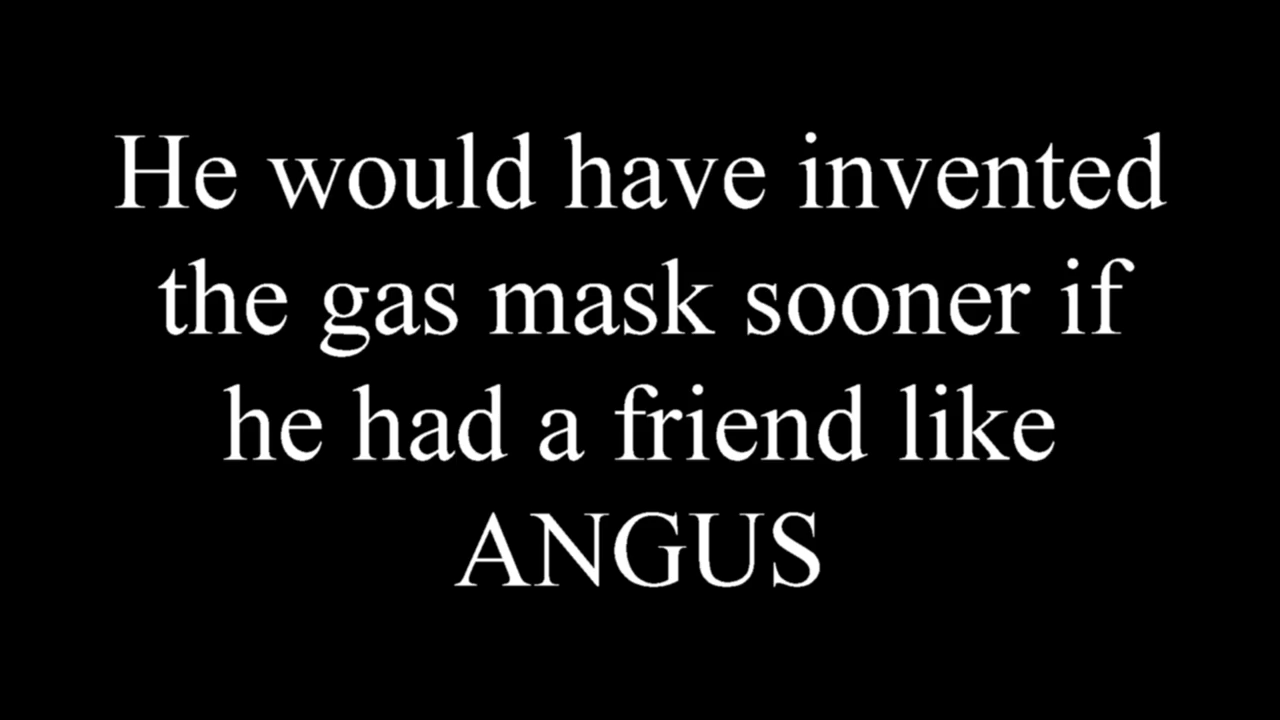 He would have invented
the gas mask sooner if
he had a friend like
ANGUS